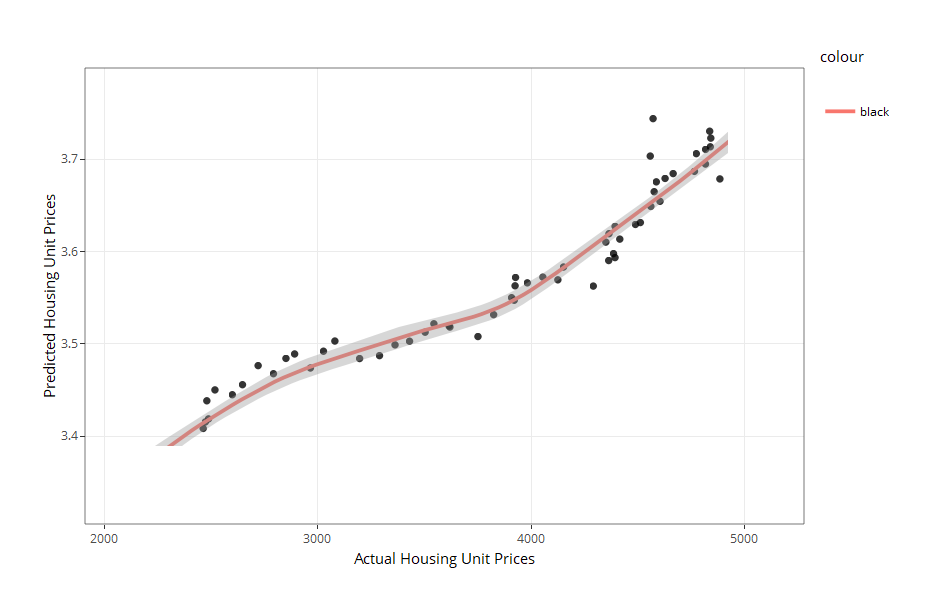 colour
black
3.7
3.6
3.5
3.4
Predicted Housing Unit Prices
2000
3000
4000
5000
Actual Housing Unit Prices